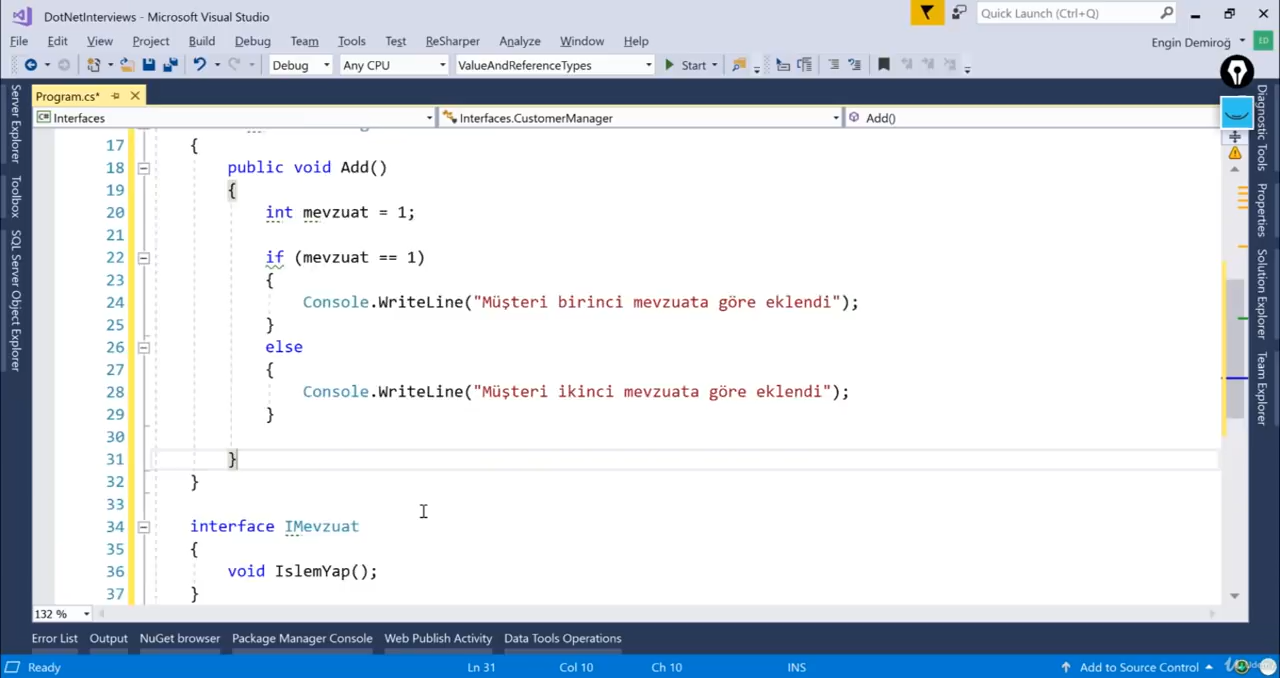 DotNetInterviews - Microsoft Visual Studio
Quick Launch (Ctrl+Q)
File Edit View Project Build Debug Team Tools Test ReSharper Analyze Window Help
Engin Demiroğ
ED
Debug Any CPU ValueAndReferenceTypes Start
Program.cs*
Interfaces Interfaces.CustomerManager Add()
Server Explorer
Toolbox
SQL Server Object Explorer
17 {
18 public void Add()
19 {
20 int mevzuat = 1;
21
22 if (mevzuat == 1)
23 {
24 Console.WriteLine("Müşteri birinci mevzuata göre eklendi");
25 }
26 else
27 {
28 Console.WriteLine("Müşteri ikinci mevzuata göre eklendi");
29 }
30
31 }
32 }
33
34 interface IMevzuat
35 {
36 void IslemYap();
37 }
Diagnostic Tools
Properties
Solution Explorer
Team Explorer
132 %
Error List Output NuGet browser Package Manager Console Web Publish Activity Data Tools Operations
Ready Ln 31 Col 10 Ch 10 INS Add to Source Control